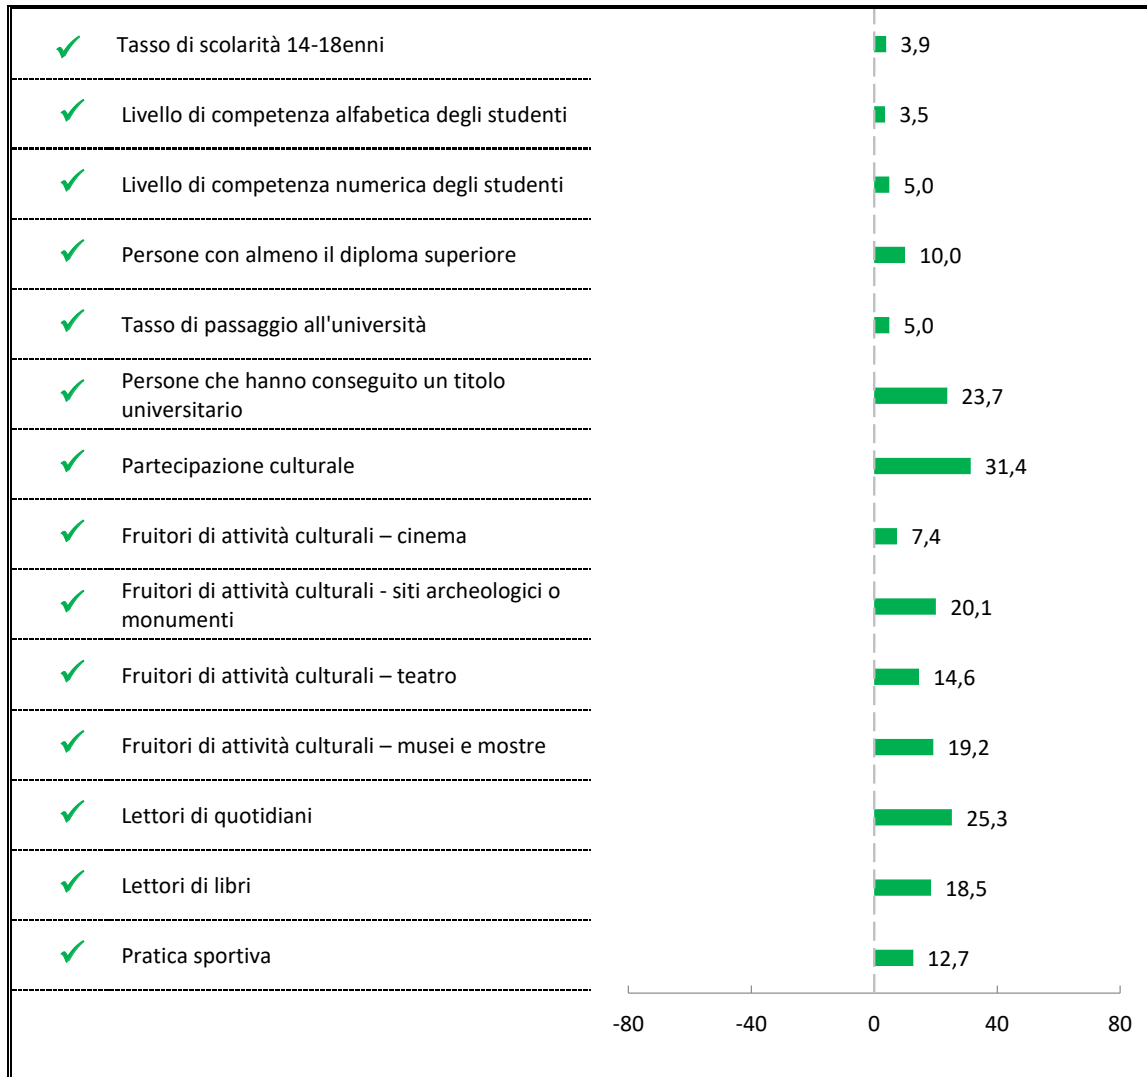 Tasso di scolarità 14-18enni 3,9
Livello di competenza alfabetica degli studenti 3,5
Livello di competenza numerica degli studenti 5,0
Persone con almeno il diploma superiore 10,0
Tasso di passaggio all'università 5,0
Persone che hanno conseguito un titolo
universitario 23,7
Partecipazione culturale 31,4
Fruitori di attività culturali – cinema 7,4
Fruitori di attività culturali - siti archeologici o
monumenti 20,1
Fruitori di attività culturali – teatro 14,6
Fruitori di attività culturali – musei e mostre 19,2
Lettori di quotidiani 25,3
Lettori di libri 18,5
Pratica sportiva 12,7
-80 -40 0 40 80